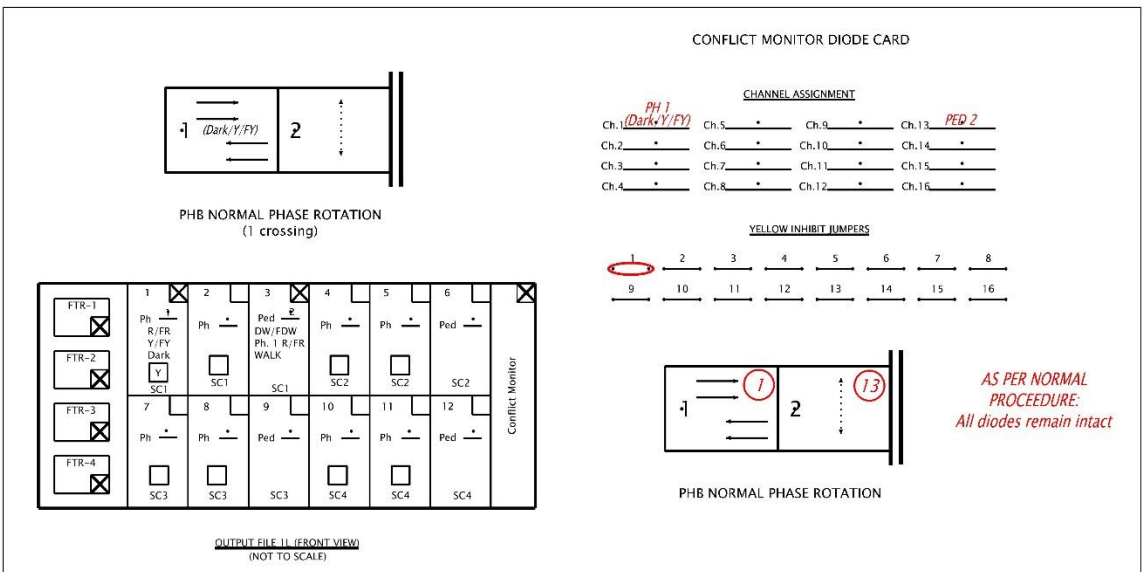 CONFLICT MONITOR DIODE CARD
CHANNEL ASSIGNMENT
PH 1
Ch.1 (Dark/Y/FY) Ch.5 Ch.9 Ch.13 PED 2
Ch.2 Ch.6 Ch.10 Ch.14
Ch.3 Ch.7 Ch.11 Ch.15
Ch.4 Ch.8 Ch.12 Ch.16
YELLOW INHIBIT JUMPERS
1 2 3 4 5 6 7 8
9 10 11 12 13 14 15 16
1 (Dark/Y/FY) 2
PHB NORMAL PHASE ROTATION
(1 crossing)
1 1 2 13
PHB NORMAL PHASE ROTATION
AS PER NORMAL
PROCEEDURE:
All diodes remain intact
FTR-1
FTR-2
FTR-3
FTR-4
1
Ph 1
R/FR
Y/FY
Dark
Y
SC1
2
Ph
SC1
3
Ped 2
DW/FDW
Ph. 1 R/FR
WALK
SC1
4
Ph
SC2
5
Ph
SC2
6
Ped
SC2
7
Ph
SC3
8
Ph
SC3
9
Ped
SC3
10
Ph
SC4
11
Ph
SC4
12
Ped
SC4
Conflict Monitor
OUTPUT FILE 1L (FRONT VIEW)
(NOT TO SCALE)